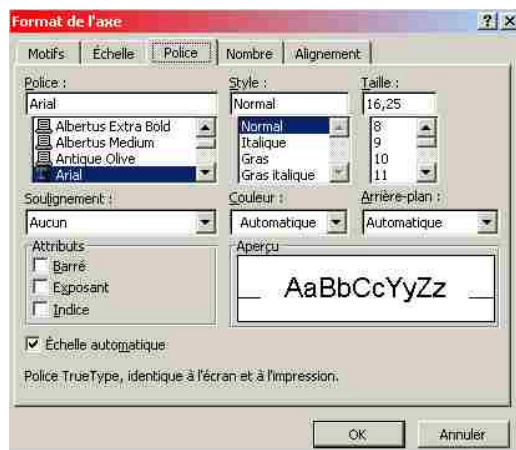 Format de l'axe
Motifs Échelle Police Nombre Alignement
Police : Style : Taille :
Arial Normal 16,25
Albertus Extra Bold Normal 8
Albertus Medium Italique 9
Antique Olive Gras 10
Arial Gras italique 11
Soulignement : Couleur : Arrière-plan :
Aucun Automatique Automatique
Attributs Aperçu
Barré
Exposant AaBbCcYyZz
Indice
Échelle automatique
Police TrueType, identique à l'écran et à l'impression.
OK Annuler